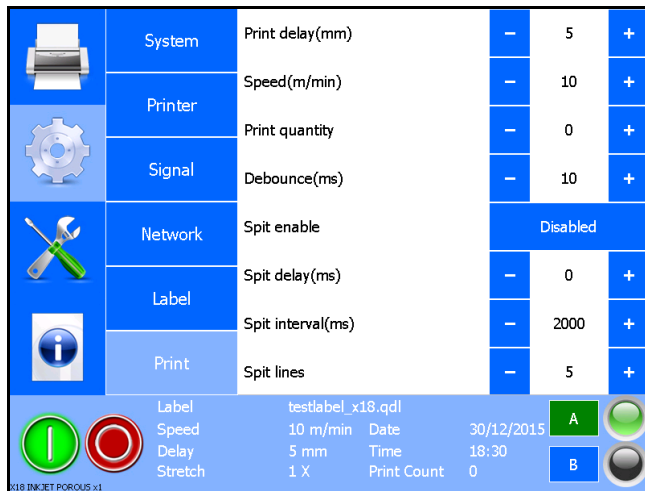 System
Printer
Signal
Network
Label
Print
Print delay(mm) − 5 +
Speed(m/min) − 10 +
Print quantity − 0 +
Debounce(ms) − 10 +
Spit enable Disabled
Spit delay(ms) − 0 +
Spit interval(ms) − 2000 +
Spit lines − 5 +
Label testlabel_x18.qdl
Speed 10 m/min Date 30/12/2015
Delay 5 mm Time 18:30
Stretch 1 X Print Count 0
A
B
X18 INKJET POROUS x1